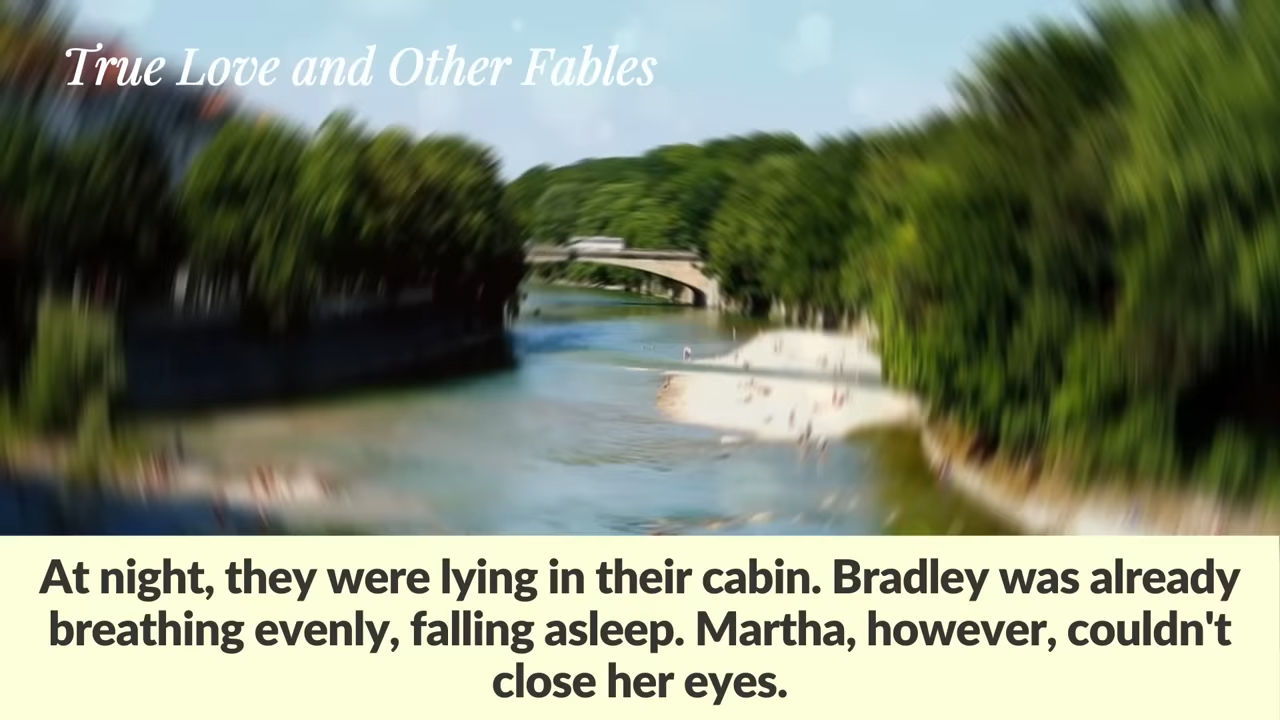 True Love and Other Fables
At night, they were lying in their cabin. Bradley was already
breathing evenly, falling asleep. Martha, however, couldn't
close her eyes.